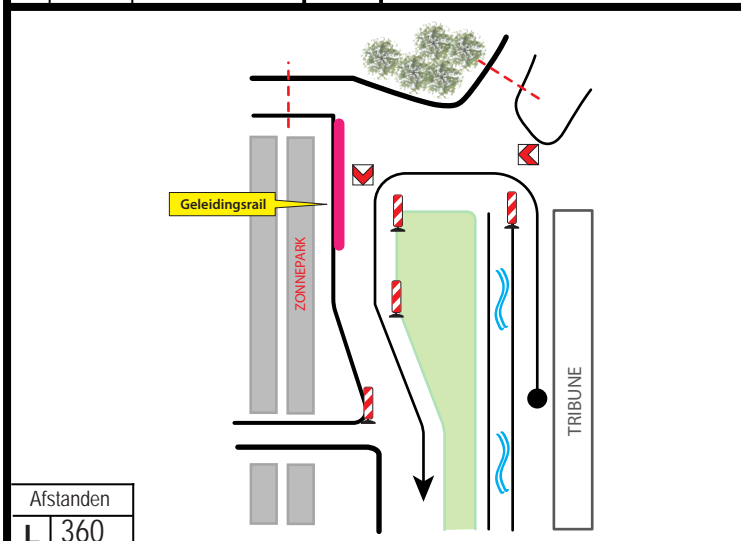 Geleidingsrail
ZONNEPARK
TRIBUNE
Afstanden
L 360